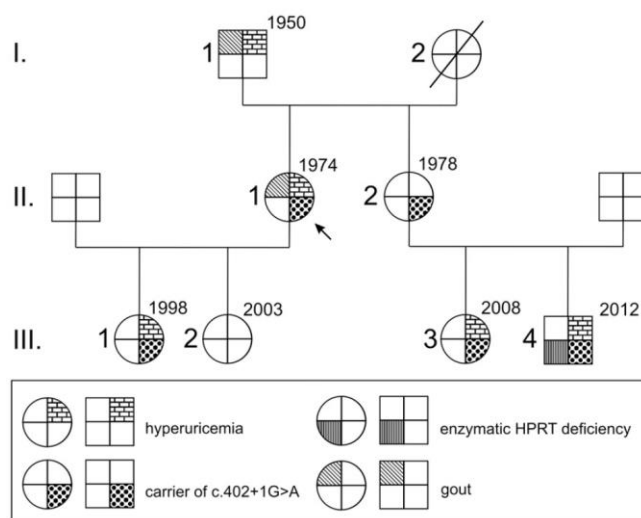 1950
I.
1 2
1974 1978
II.
1 2
1998 2003 2008 2012
III.
1 2 3 4
hyperuricemia
enzymatic HPRT deficiency
carrier of c.402+1G>A
gout